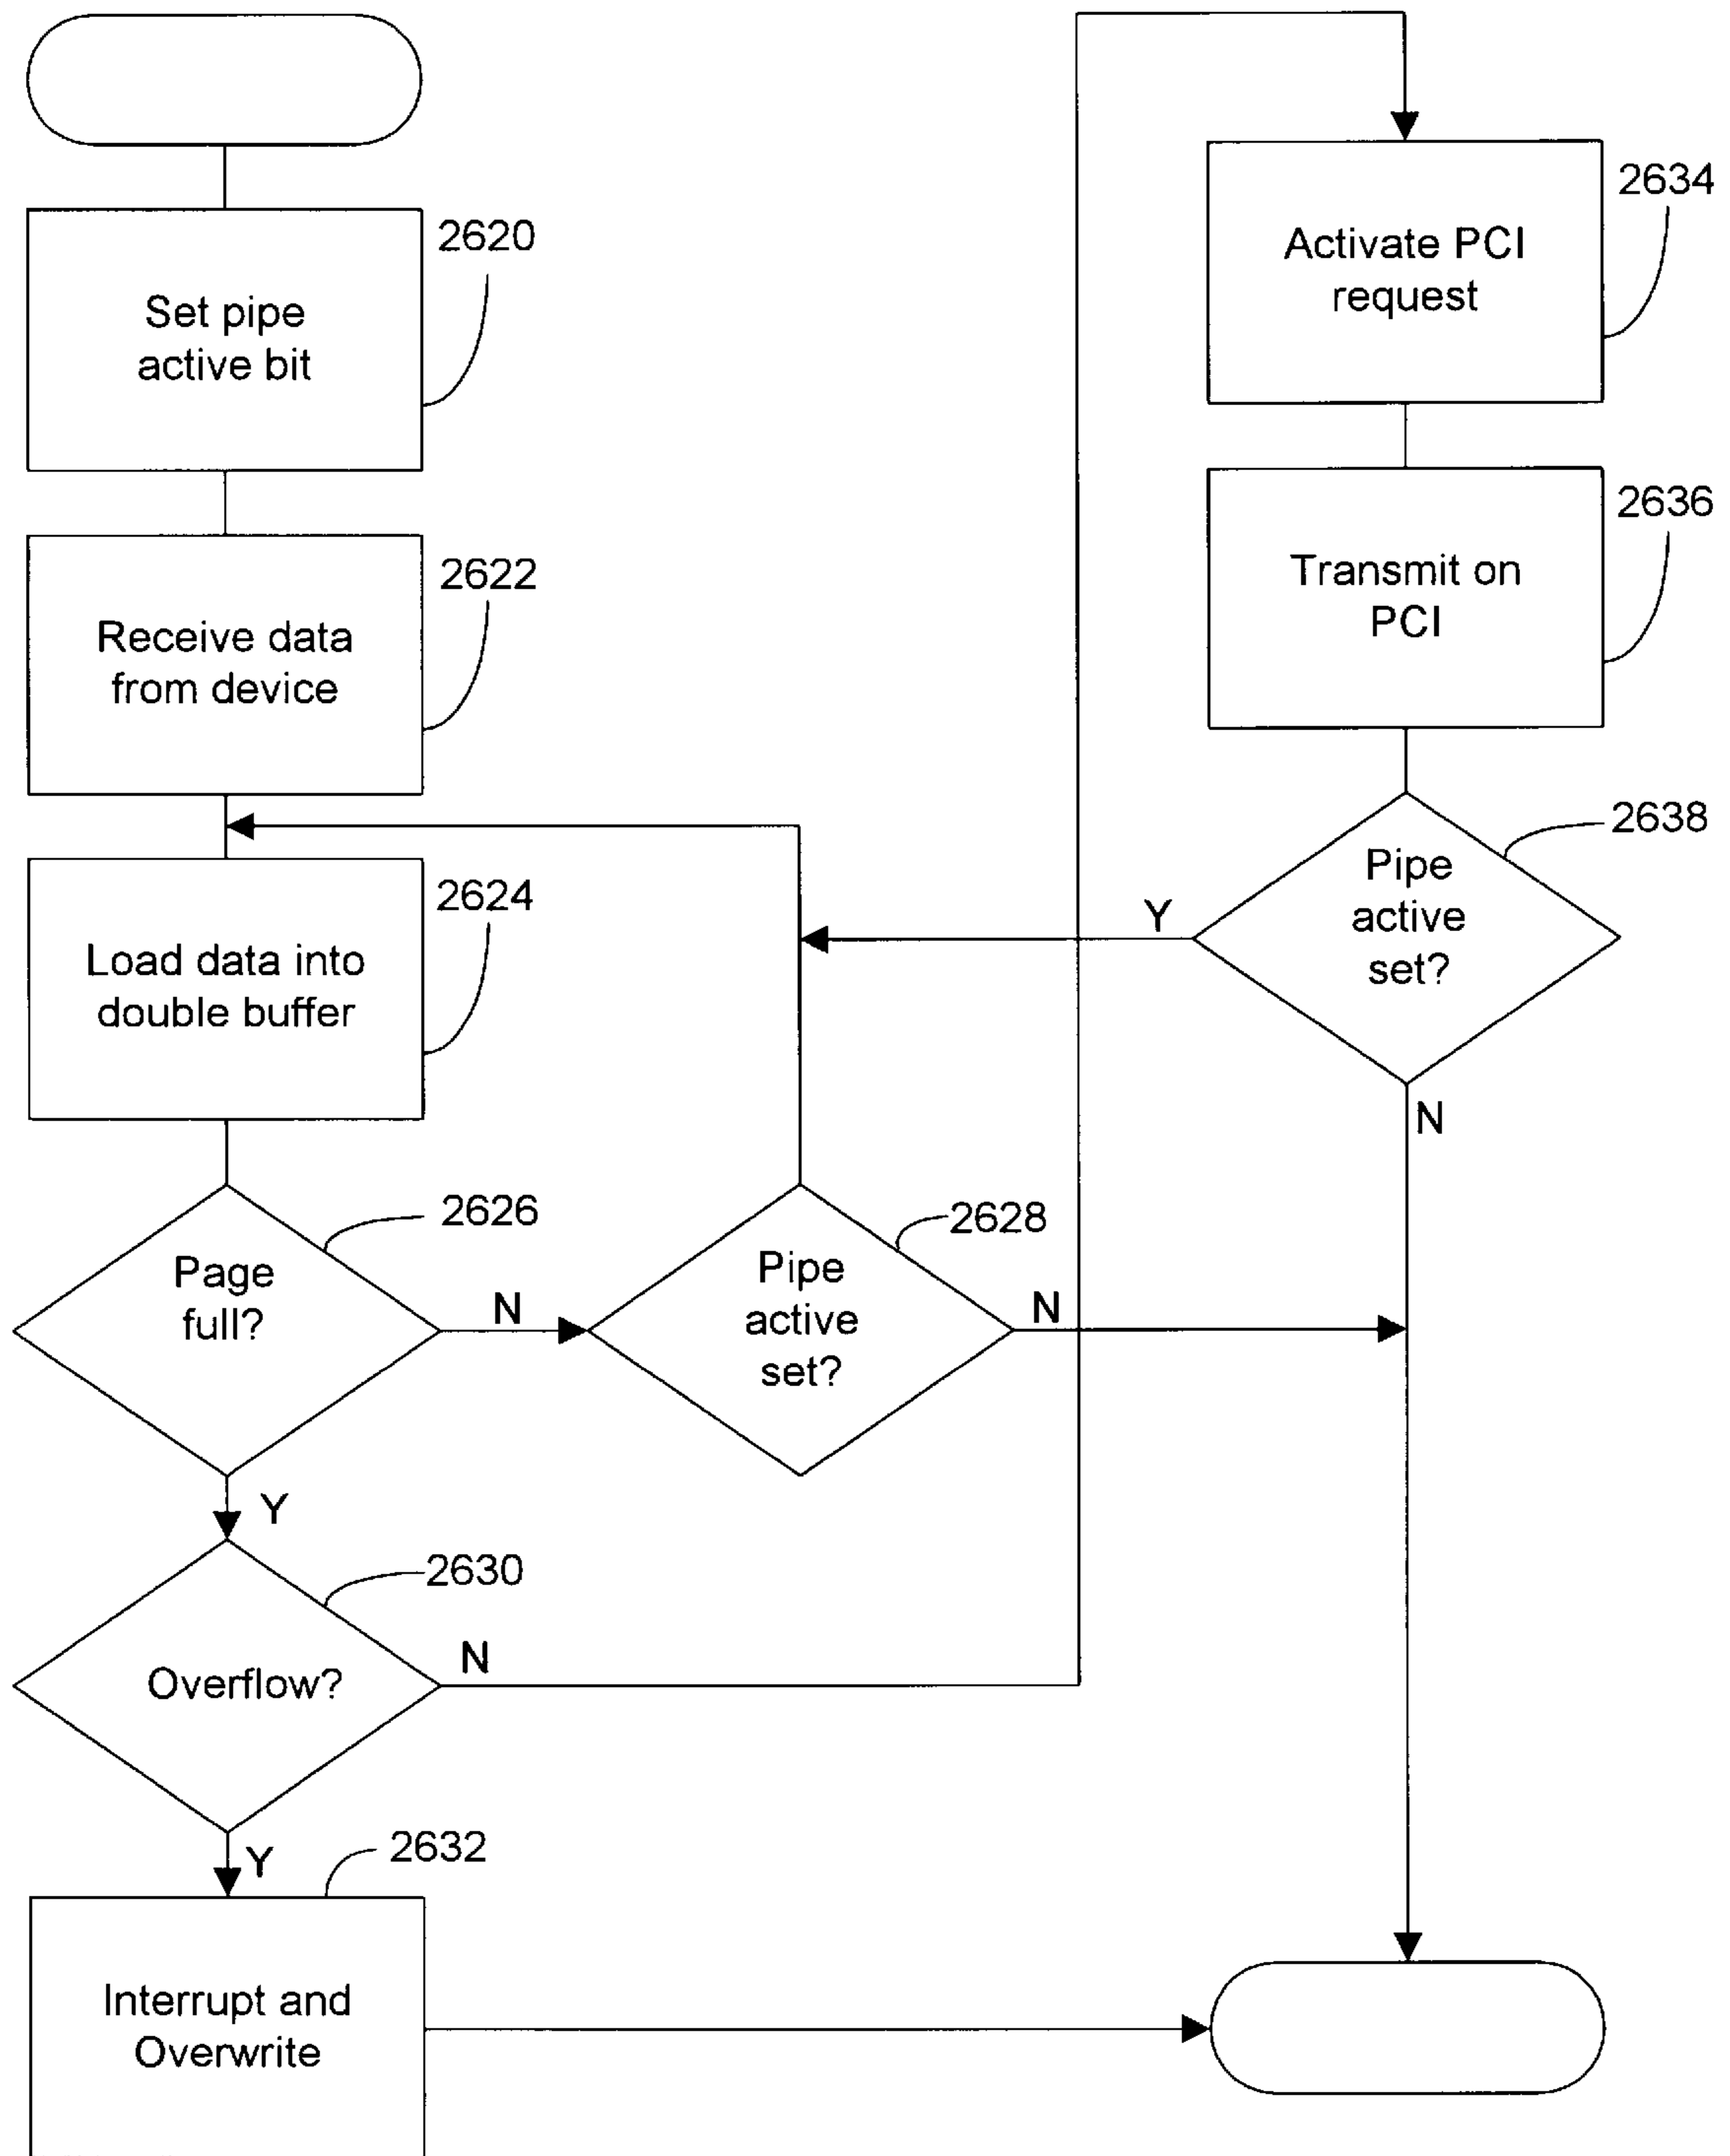 2620
Set pipe
active bit
2622
Receive data
from device
2624
Load data into
double buffer
2626
Page
full?
N
Y
2628
Pipe
active
set?
N
2630
Overflow?
N
Y
2632
Interrupt and
Overwrite
2634
Activate PCI
request
2636
Transmit on
PCI
2638
Pipe
active
set?
Y
N